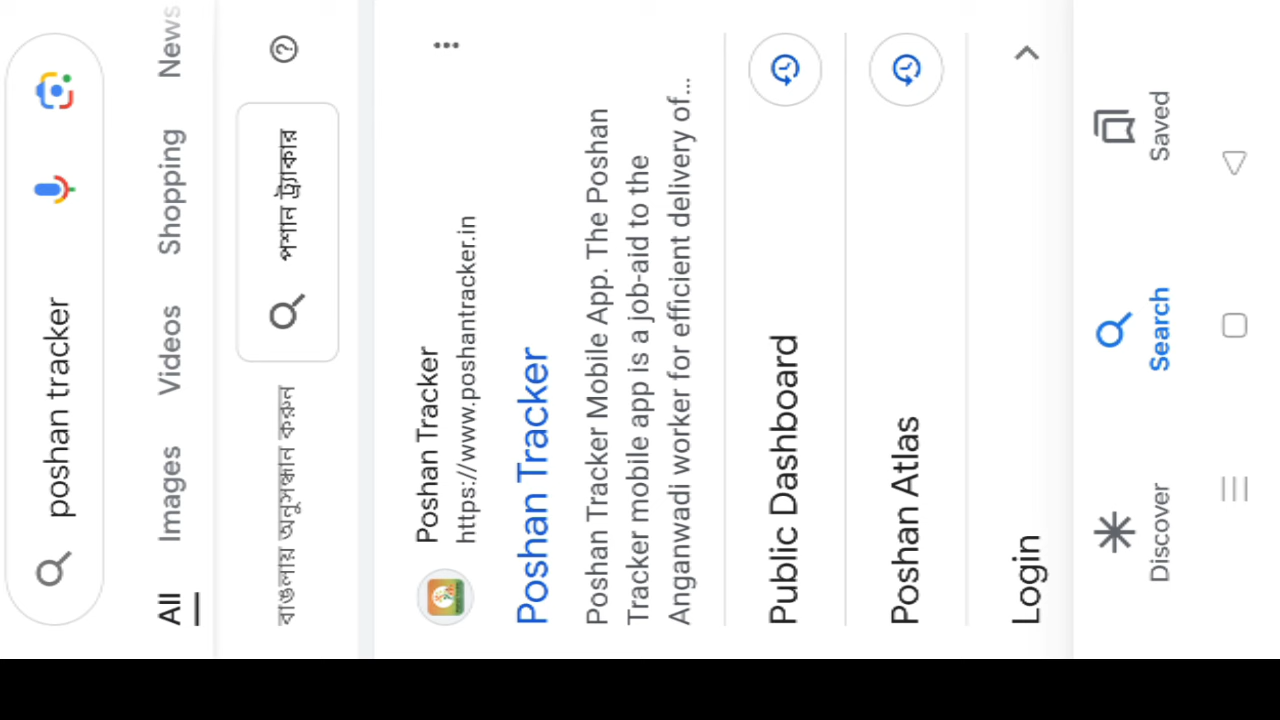 poshan tracker
All Images Videos Shopping News
বাঙলায় অনুসন্ধান করুন পশান ট্র্যাকার
Poshan Tracker
https://www.poshantracker.in
Poshan Tracker
Poshan Tracker Mobile App. The Poshan
Tracker mobile app is a job-aid to the
Anganwadi worker for efficient delivery of...
Public Dashboard
Poshan Atlas
Login
Discover Search Saved